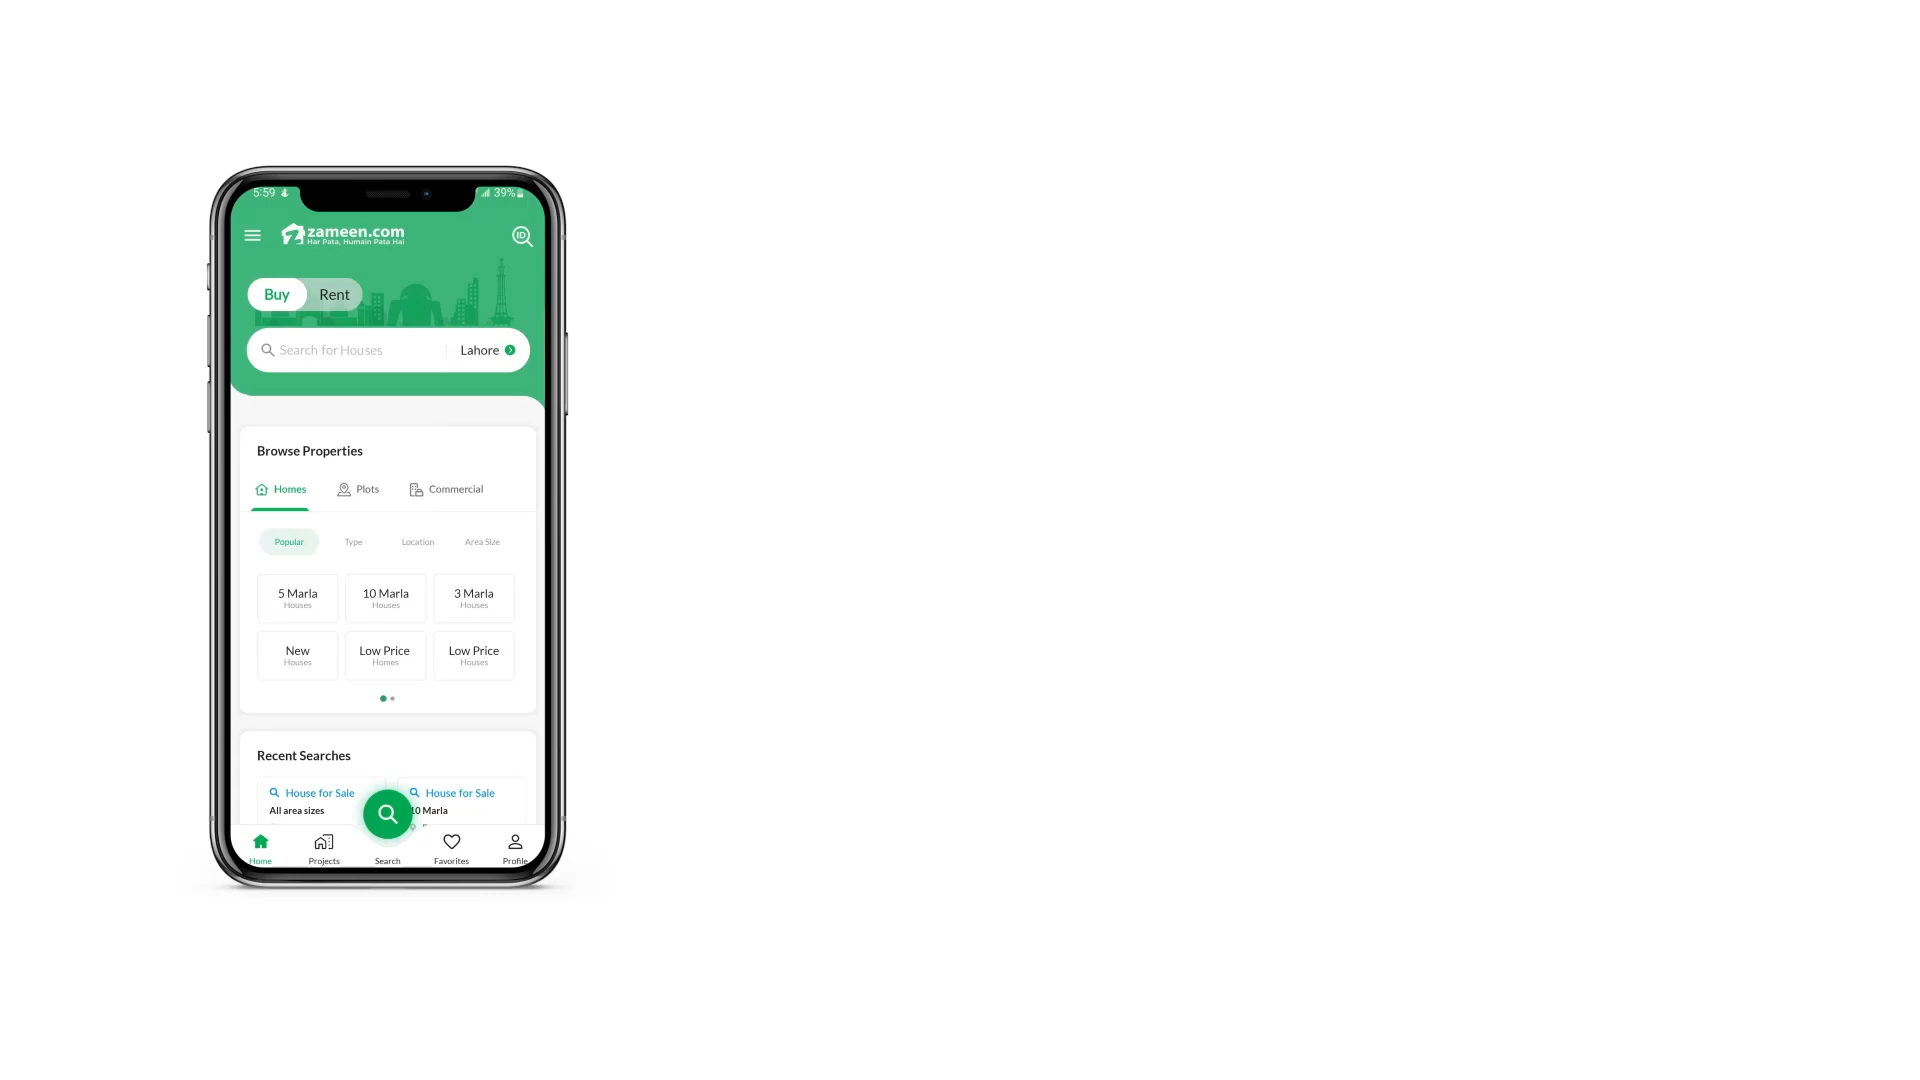 5:59
39%
zameen.com
Har Pata, Humain Pata Hai
ID
Buy
Rent
Search for Houses
Lahore
Browse Properties
Homes
Plots
Commercial
Popular
Type
Location
Area Size
5 Marla
Houses
10 Marla
Houses
3 Marla
Houses
New
Houses
Low Price
Homes
Low Price
Houses
Recent Searches
House for Sale
All area sizes
House for Sale
10 Marla
Home
Projects
Search
Favorites
Profile